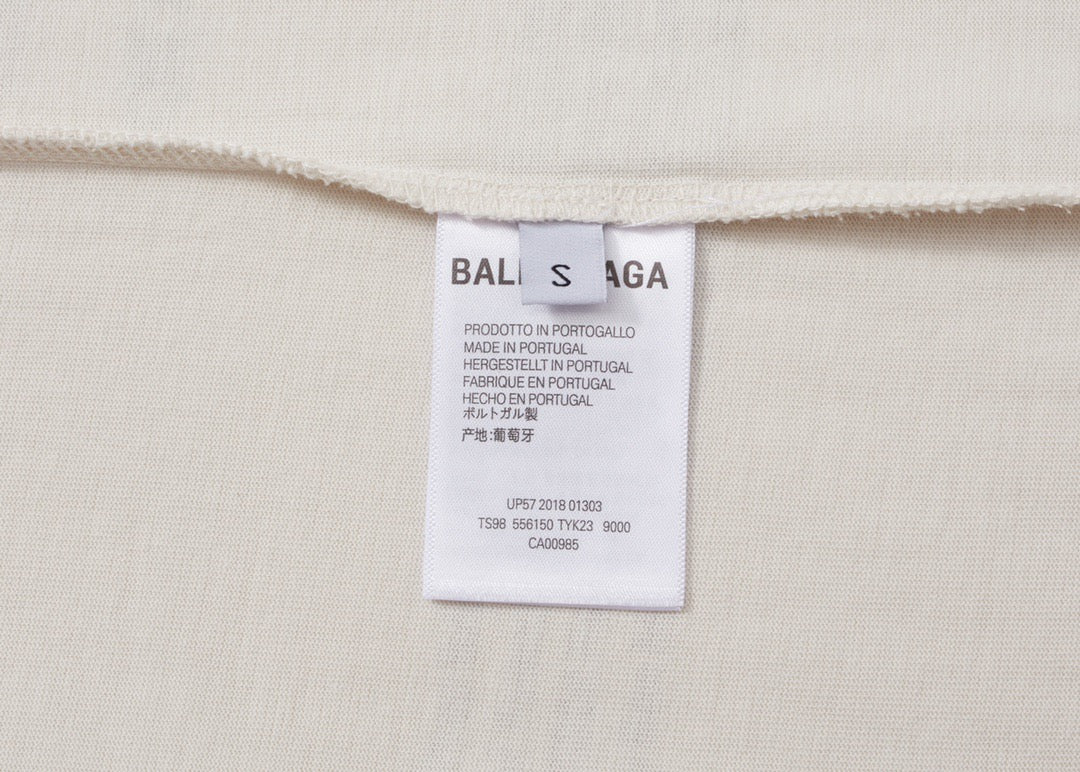 BAL AGA
S
PRODOTTO IN PORTOGALLO
MADE IN PORTUGAL
HERGESTELLT IN PORTUGAL
FABRIQUE EN PORTUGAL
HECHO EN PORTUGAL
ポルトガル製
产地:葡萄牙
UP57 2018 01303
TS98 556150 TYK23 9000
CA00985